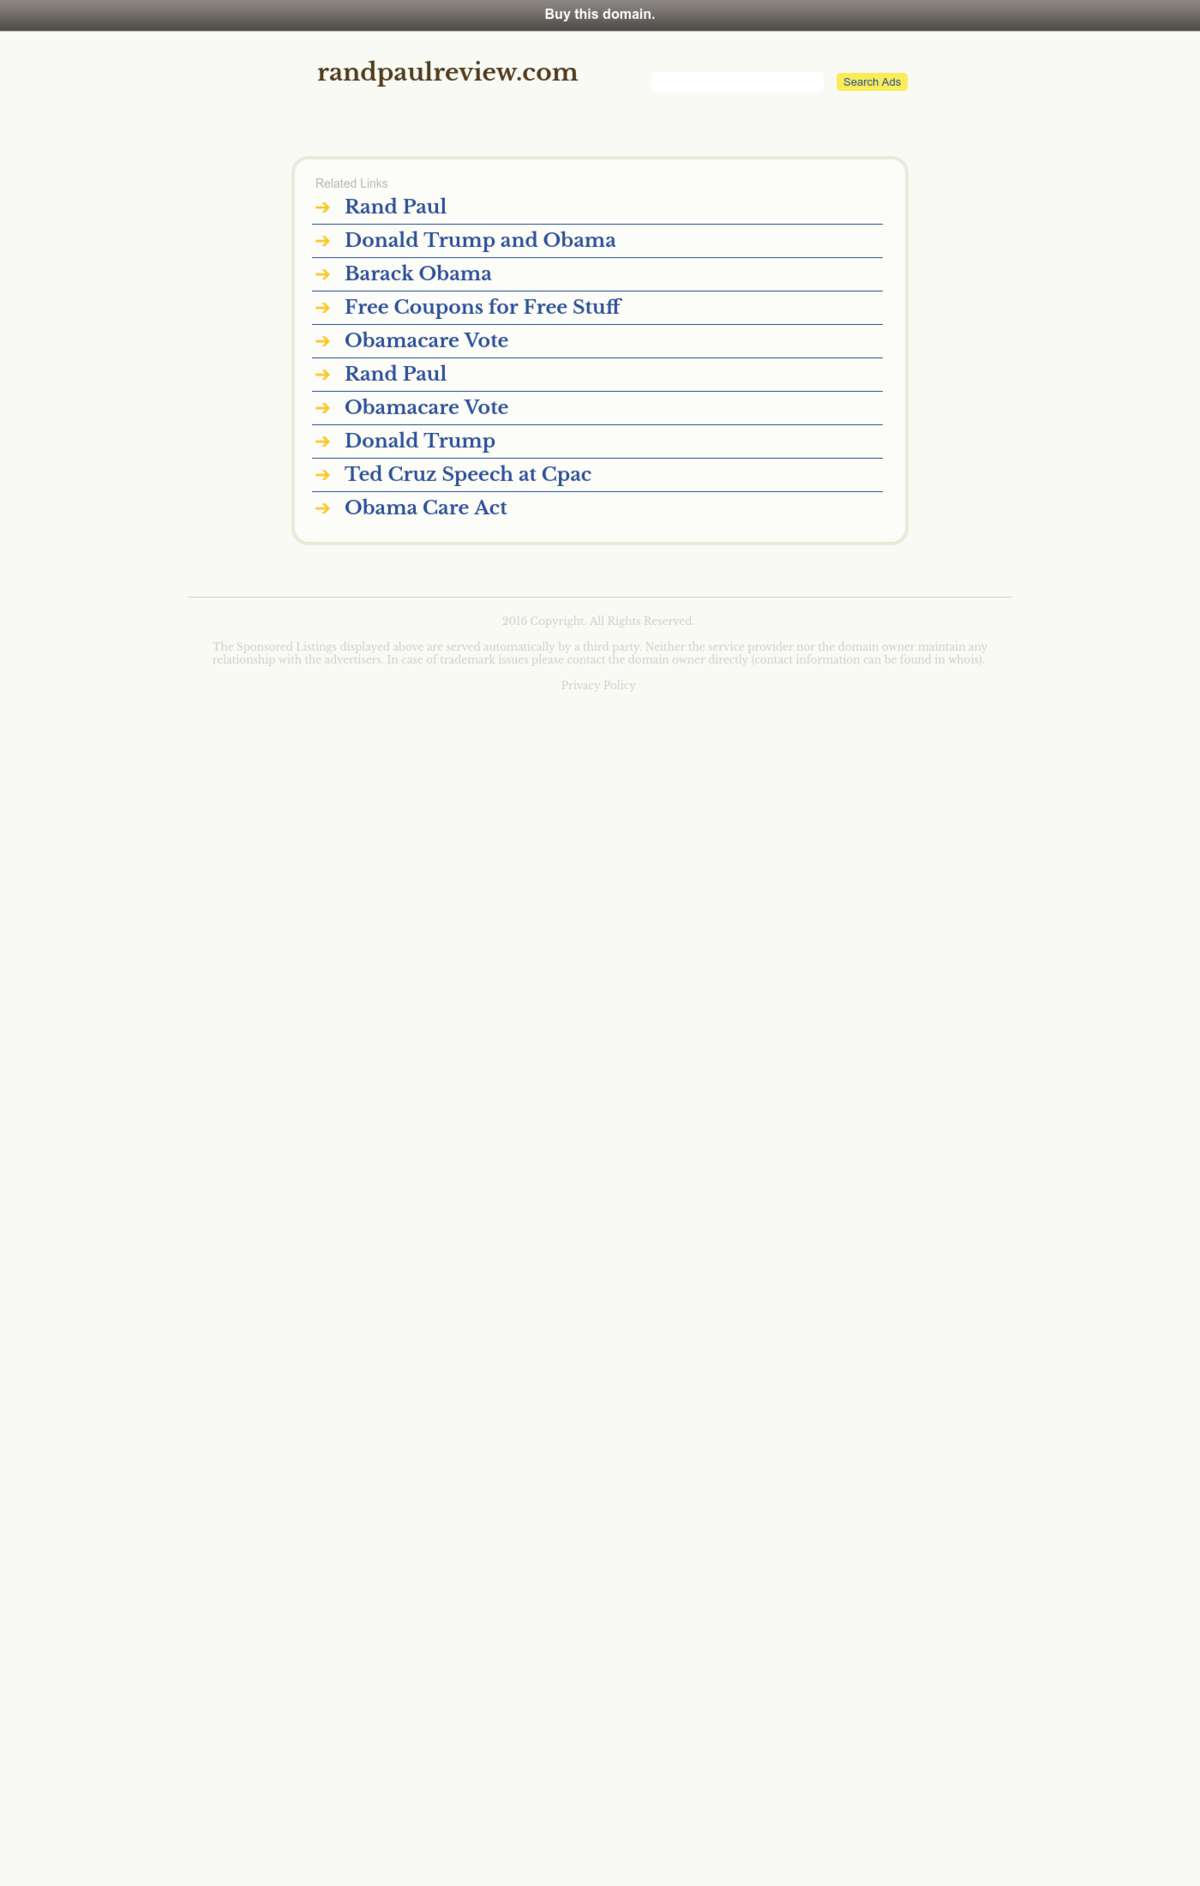 Buy this domain.
randpaulreview.com
Search Ads
Related Links
Rand Paul
Donald Trump and Obama
Barack Obama
Free Coupons for Free Stuff
Obamacare Vote
Rand Paul
Obamacare Vote
Donald Trump
Ted Cruz Speech at Cpac
Obama Care Act
2016 Copyright. All Rights Reserved.
The Sponsored Listings displayed above are served automatically by a third party. Neither the service provider nor the domain owner maintain any
relationship with the advertisers. In case of trademark issues please contact the domain owner directly (contact information can be found in whois).
Privacy Policy